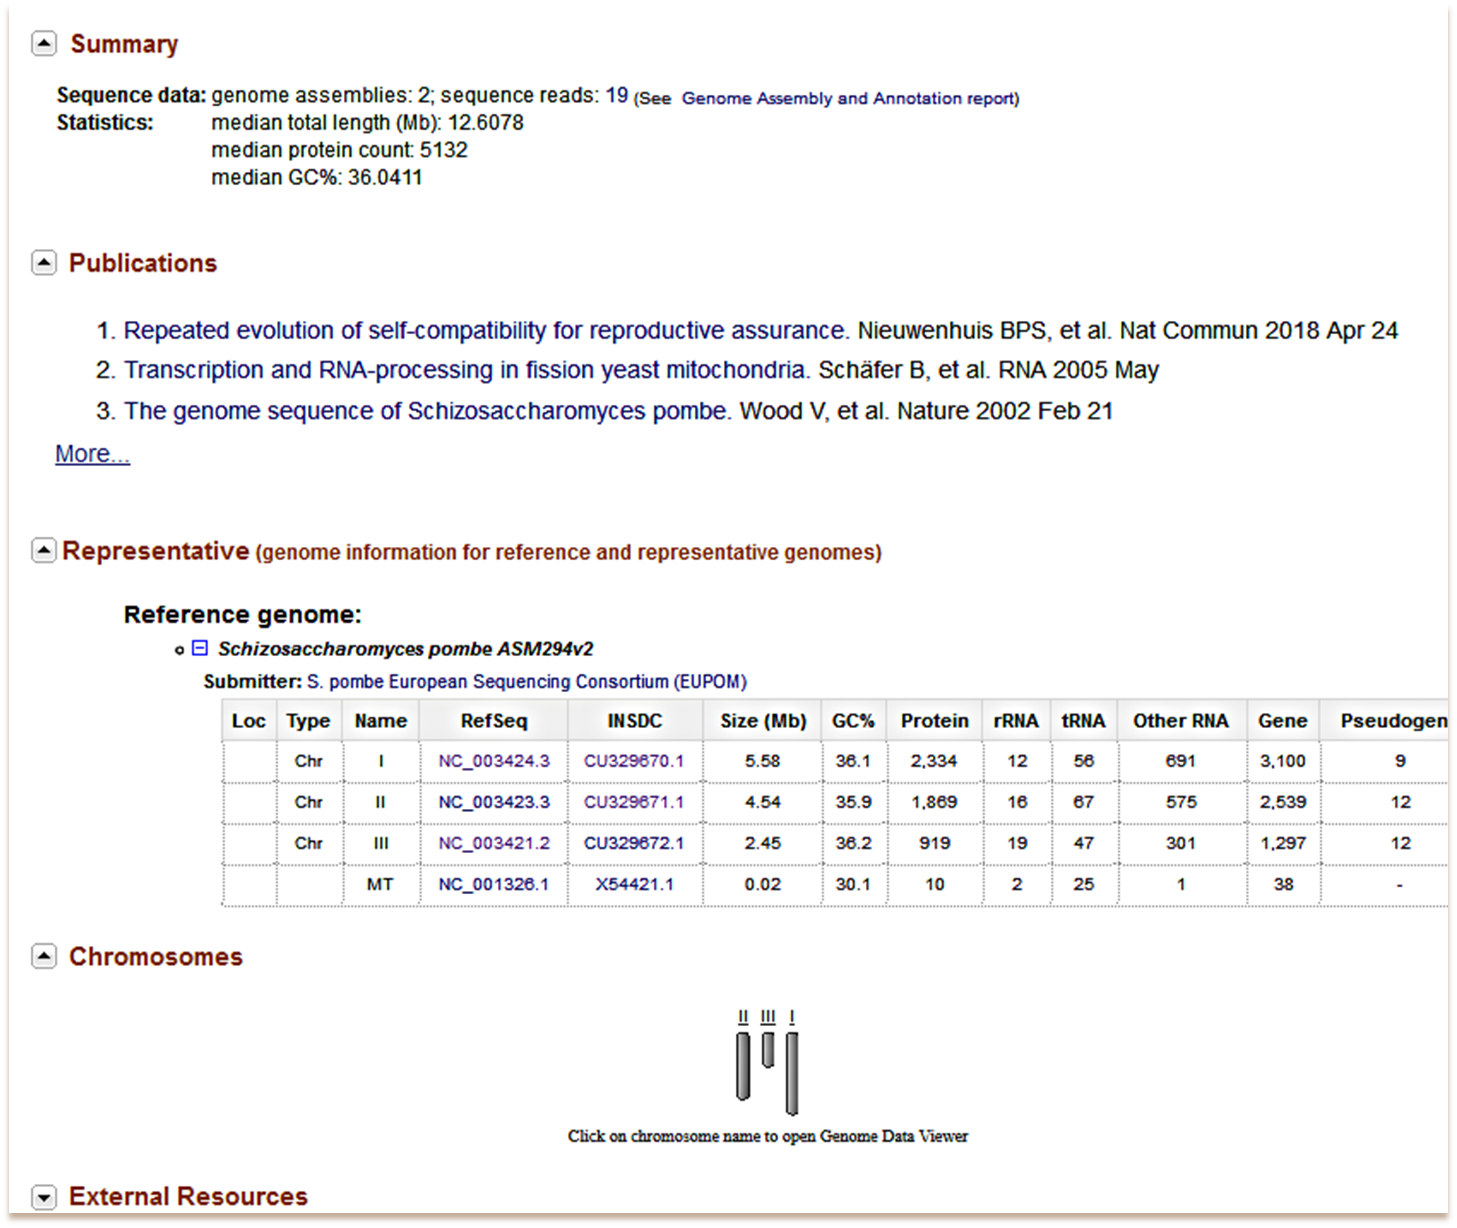 Summary
Sequence data: genome assemblies: 2; sequence reads: 19 (See Genome Assembly and Annotation report)
Statistics: median total length (Mb): 12.6078
median protein count: 5132
median GC%: 36.0411
Publications
1. Repeated evolution of self-compatibility for reproductive assurance. Nieuwenhuis BPS, et al. Nat Commun 2018 Apr 24
2. Transcription and RNA-processing in fission yeast mitochondria. Schäfer B, et al. RNA 2005 May
3. The genome sequence of Schizosaccharomyces pombe. Wood V, et al. Nature 2002 Feb 21
More...
Representative (genome information for reference and representative genomes)
Reference genome:
Schizosaccharomyces pombe ASM294v2
Submitter: S. pombe European Sequencing Consortium (EUPOM)
Loc Type Name RefSeq INSDC Size (Mb) GC% Protein rRNA tRNA Other RNA Gene Pseudogen
Chr I NC_003424.3 CU329670.1 5.58 36.1 2,334 12 56 691 3,100 9
Chr II NC_003423.3 CU329671.1 4.54 35.9 1,869 16 67 575 2,539 12
Chr III NC_003421.2 CU329672.1 2.45 36.2 919 19 47 301 1,297 12
MT NC_001326.1 X54421.1 0.02 30.1 10 2 25 1 38 -
Chromosomes
II III I
Click on chromosome name to open Genome Data Viewer
External Resources